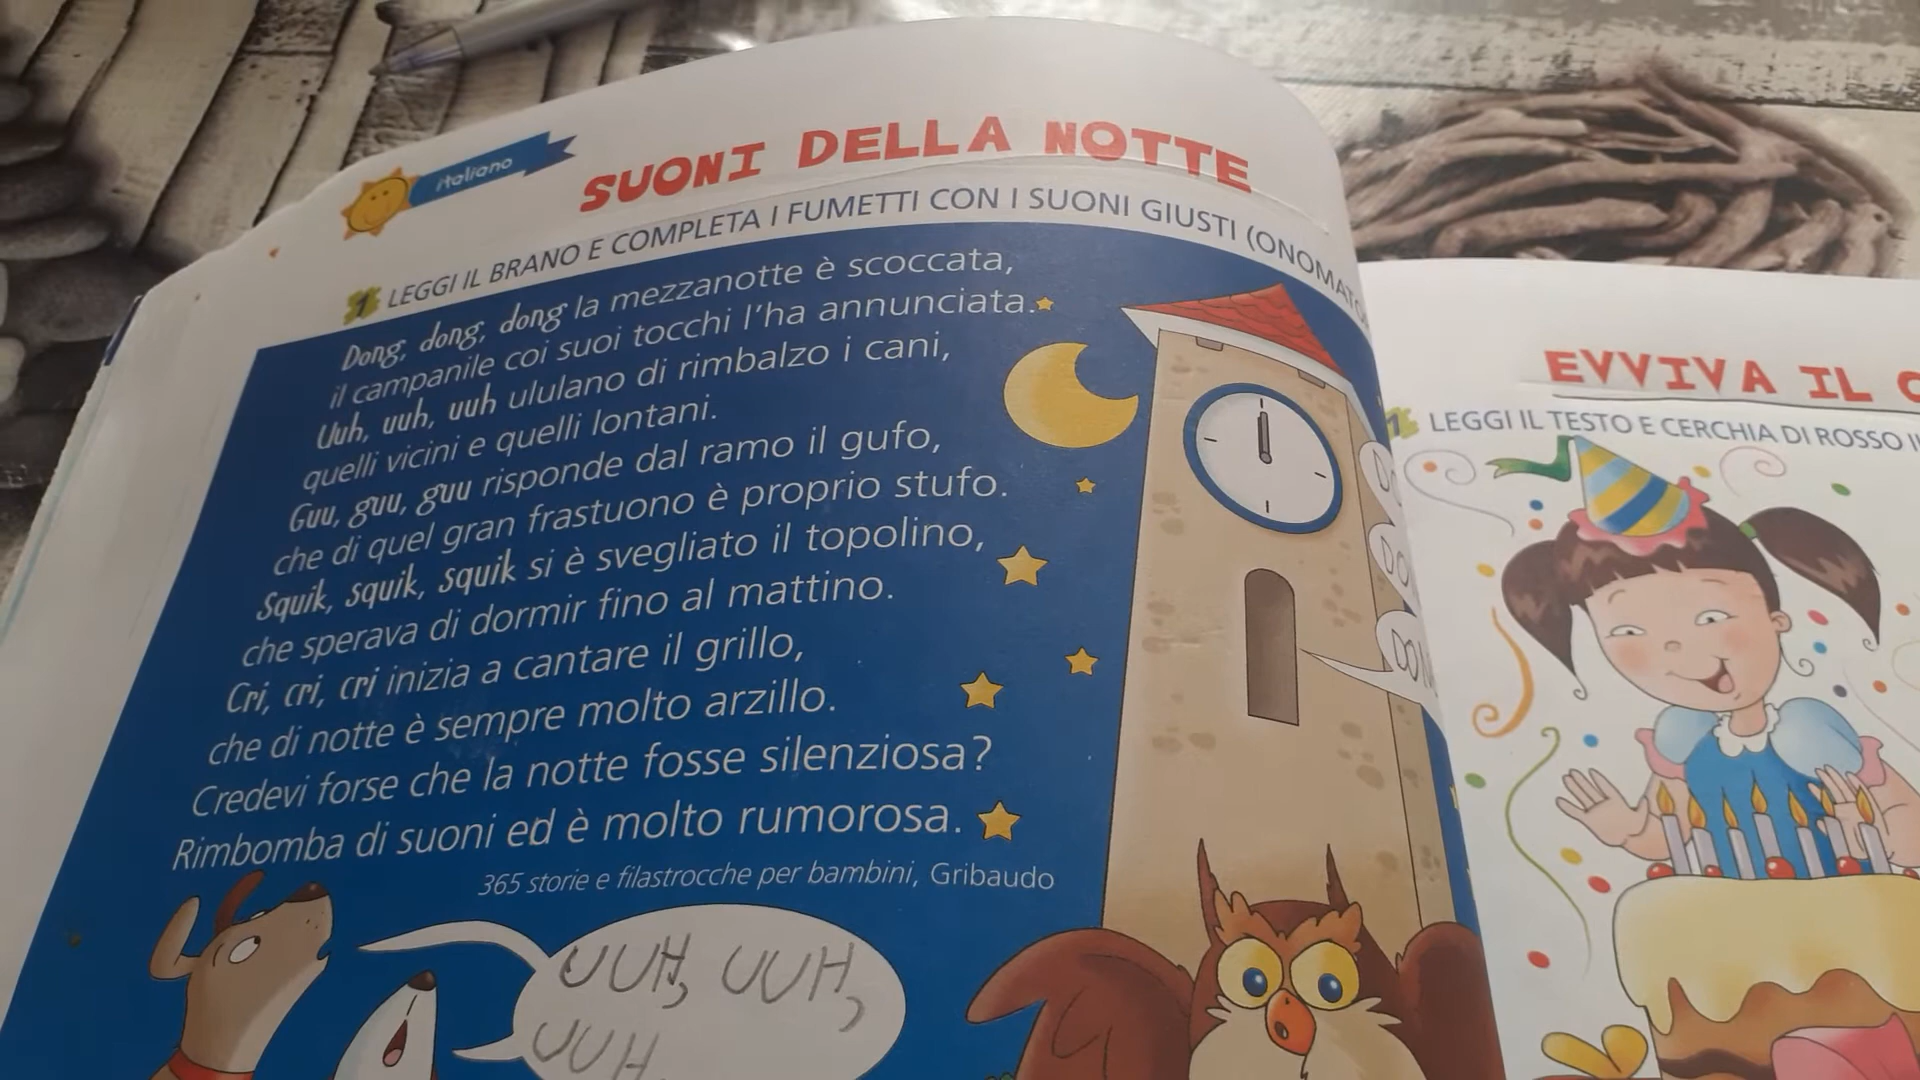 italiano
SUONI DELLA NOTTE
1 LEGGI IL BRANO E COMPLETA I FUMETTI CON I SUONI GIUSTI
Dong, dong, dong la mezzanotte è scoccata,
il campanile coi suoi tocchi l'ha annunciata.
Uuh, uuh, uuh ululano di rimbalzo i cani,
quelli vicini e quelli lontani.
Guu, guu, guu risponde dal ramo il gufo,
che di quel gran frastuono è proprio stufo.
Squik, squik, squik si è svegliato il topolino,
che sperava di dormir fino al mattino.
Cri, cri, cri inizia a cantare il grillo,
che di notte è sempre molto arzillo.
Credevi forse che la notte fosse silenziosa?
Rimbomba di suoni ed è molto rumorosa.
365 storie e filastrocche per bambini, Gribaudo
UUH, UUH,
UUH
EVVIVA IL
1 LEGGI IL TESTO E CERCHIA DI ROSSO